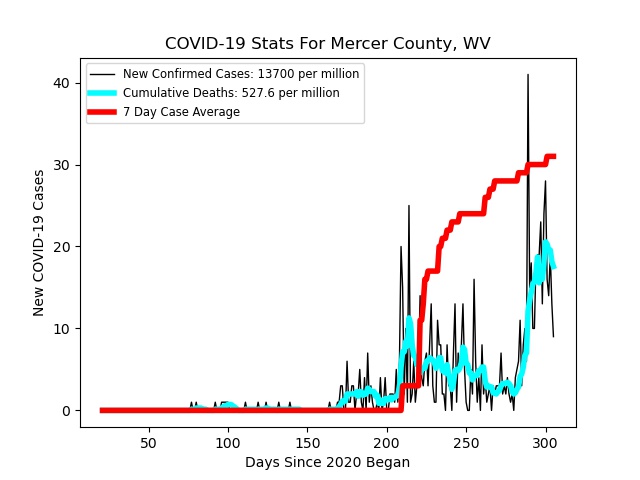 COVID-19 Stats For Mercer County, WV
New Confirmed Cases: 13700 per million
Cumulative Deaths: 527.6 per million
7 Day Case Average
New COVID-19 Cases
40
30
20
10
0
50 100 150 200 250 300
Days Since 2020 Began